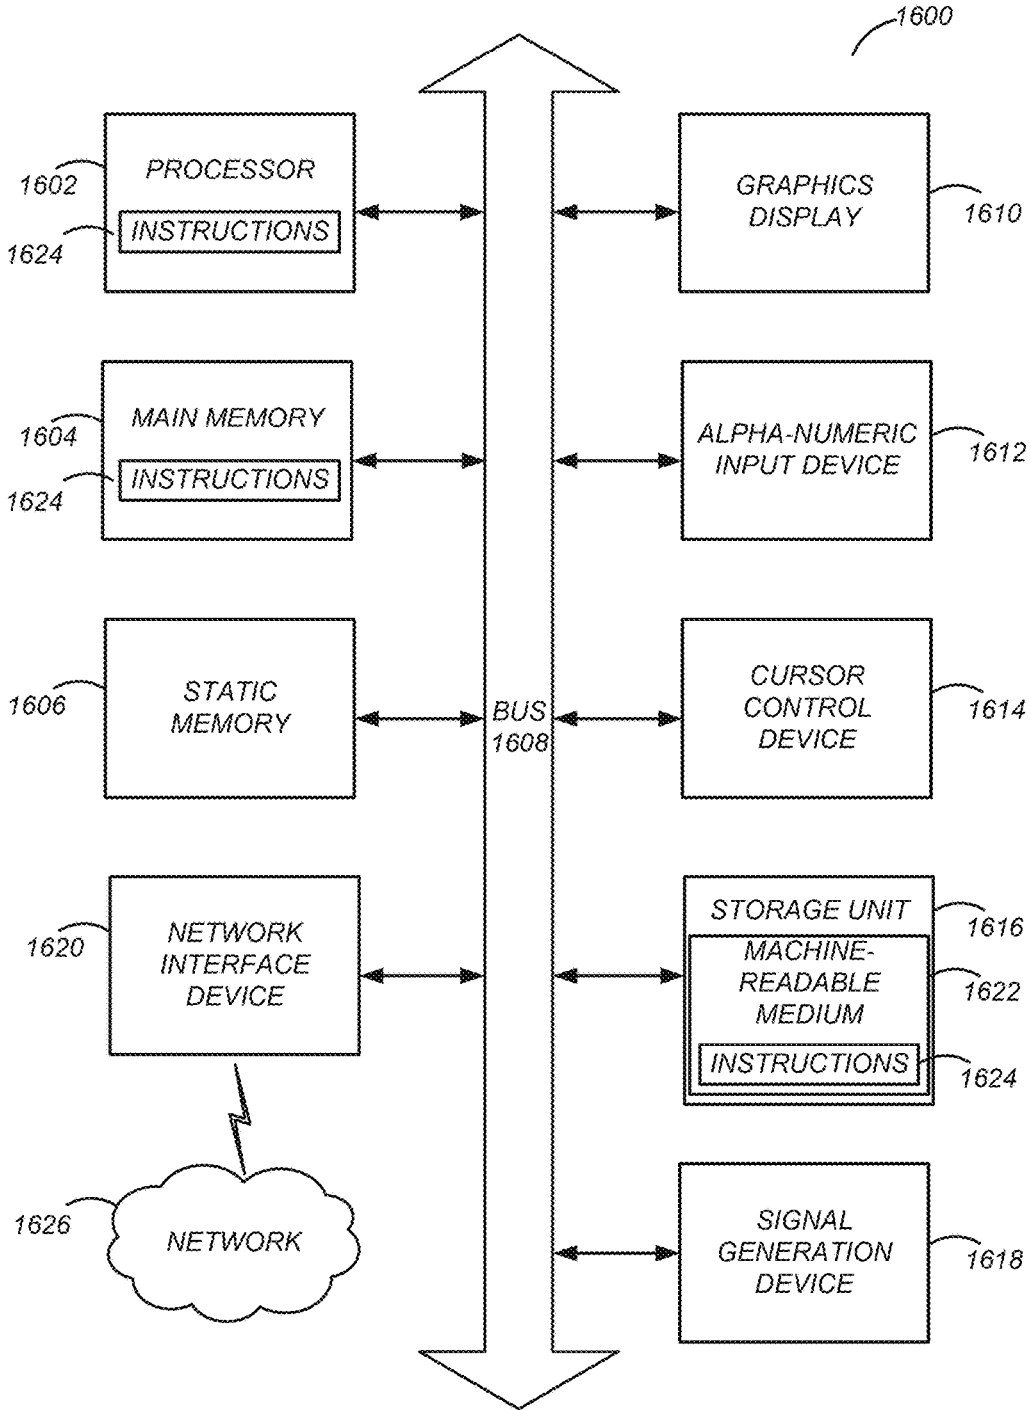 1600
PROCESSOR
1602
INSTRUCTIONS
1624
GRAPHICS
DISPLAY
1610
MAIN MEMORY
1604
INSTRUCTIONS
1624
ALPHA-NUMERIC
INPUT DEVICE
1612
STATIC
MEMORY
1606
BUS
1608
CURSOR
CONTROL
DEVICE
1614
NETWORK
INTERFACE
DEVICE
1620
STORAGE UNIT
1616
MACHINE-
READABLE
MEDIUM
1622
INSTRUCTIONS
1624
NETWORK
1626
SIGNAL
GENERATION
DEVICE
1618